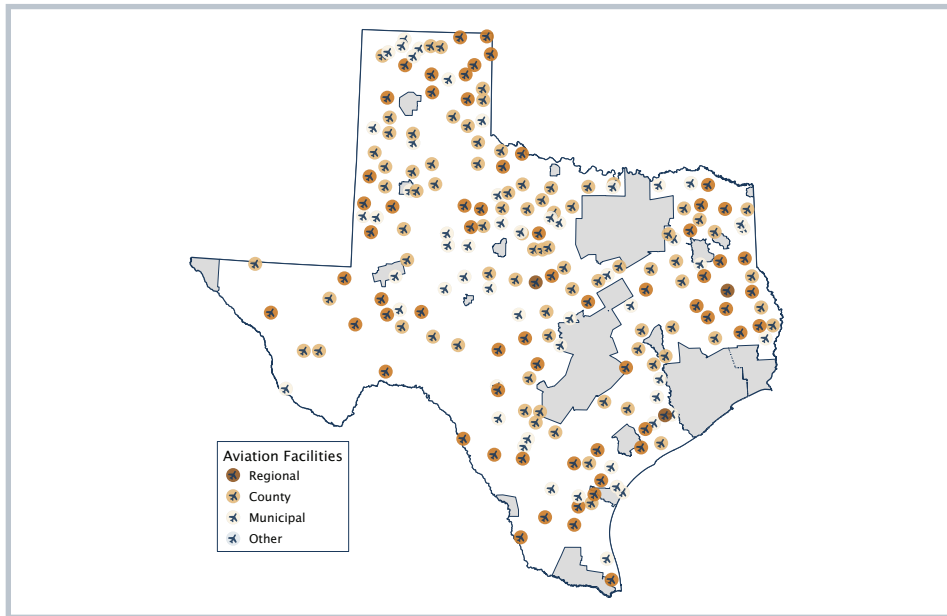 Aviation Facilities
Regional
County
Municipal
Other